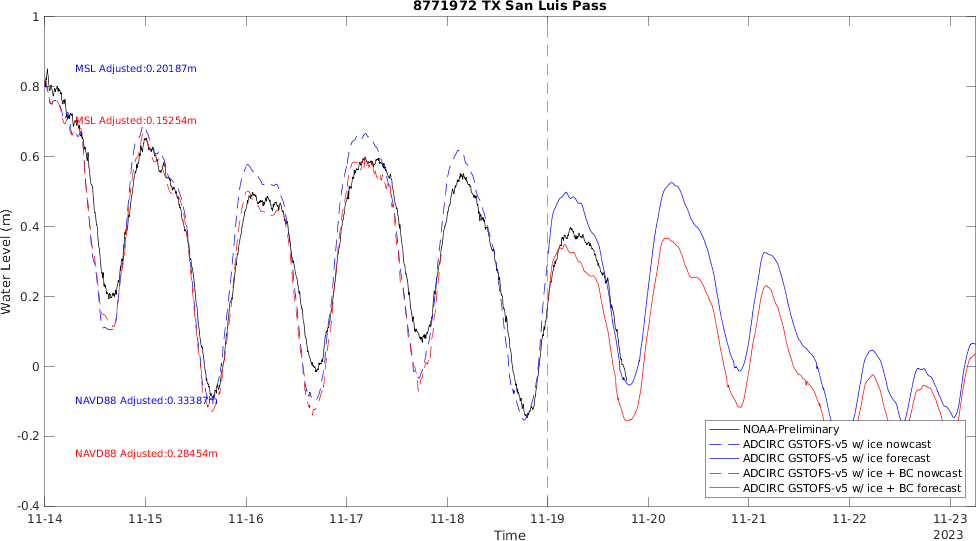 8771972 TX San Luis Pass
1
0.8
0.6
0.4
0.2
0
-0.2
-0.4
Water Level (m)
MSL Adjusted:0.20187m
MSL Adjusted:0.15254m
NAVD88 Adjusted:0.33387m
NAVD88 Adjusted:0.28454m
NOAA-Preliminary
ADCIRC GSTOFS-v5 w/ ice nowcast
ADCIRC GSTOFS-v5 w/ ice forecast
ADCIRC GSTOFS-v5 w/ ice + BC nowcast
ADCIRC GSTOFS-v5 w/ ice + BC forecast
11-14 11-15 11-16 11-17 11-18 11-19 11-20 11-21 11-22 11-23
2023
Time